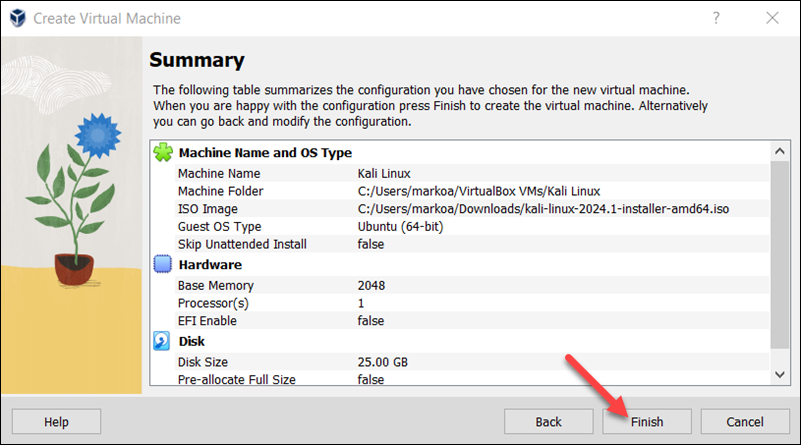 Create Virtual Machine ?
Summary
The following table summarizes the configuration you have chosen for the new virtual machine.
When you are happy with the configuration press Finish to create the virtual machine. Alternatively
you can go back and modify the configuration.
Machine Name and OS Type
Machine Name Kali Linux
Machine Folder C:/Users/markoa/VirtualBox VMs/Kali Linux
ISO Image C:/Users/markoa/Downloads/kali-linux-2024.1-installer-amd64.iso
Guest OS Type Ubuntu (64-bit)
Skip Unattended Install false
Hardware
Base Memory 2048
Processor(s) 1
EFI Enable false
Disk
Disk Size 25.00 GB
Pre-allocate Full Size false
Help Back Finish Cancel